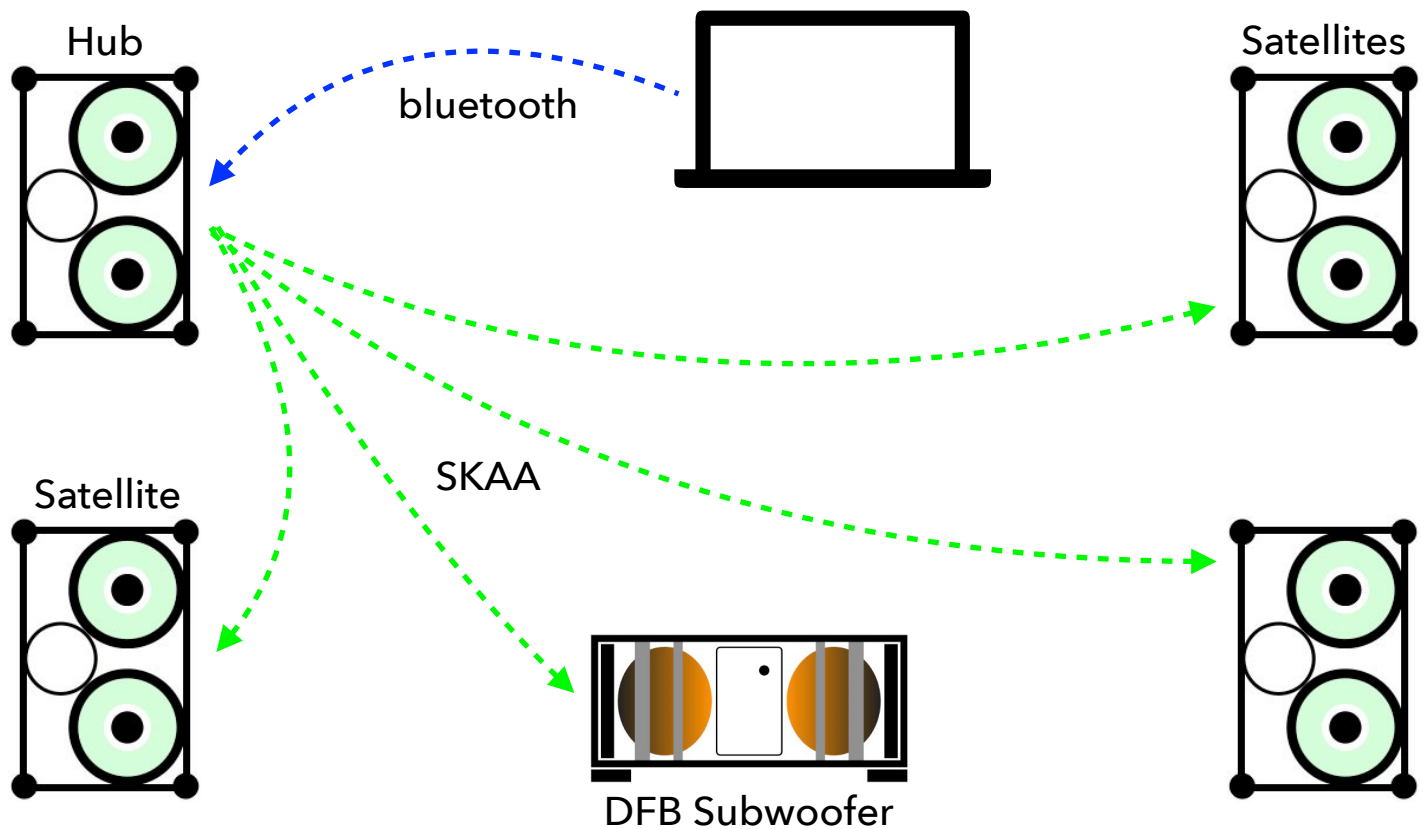 Hub
bluetooth
Satellites
SKAA
Satellite
DFB Subwoofer